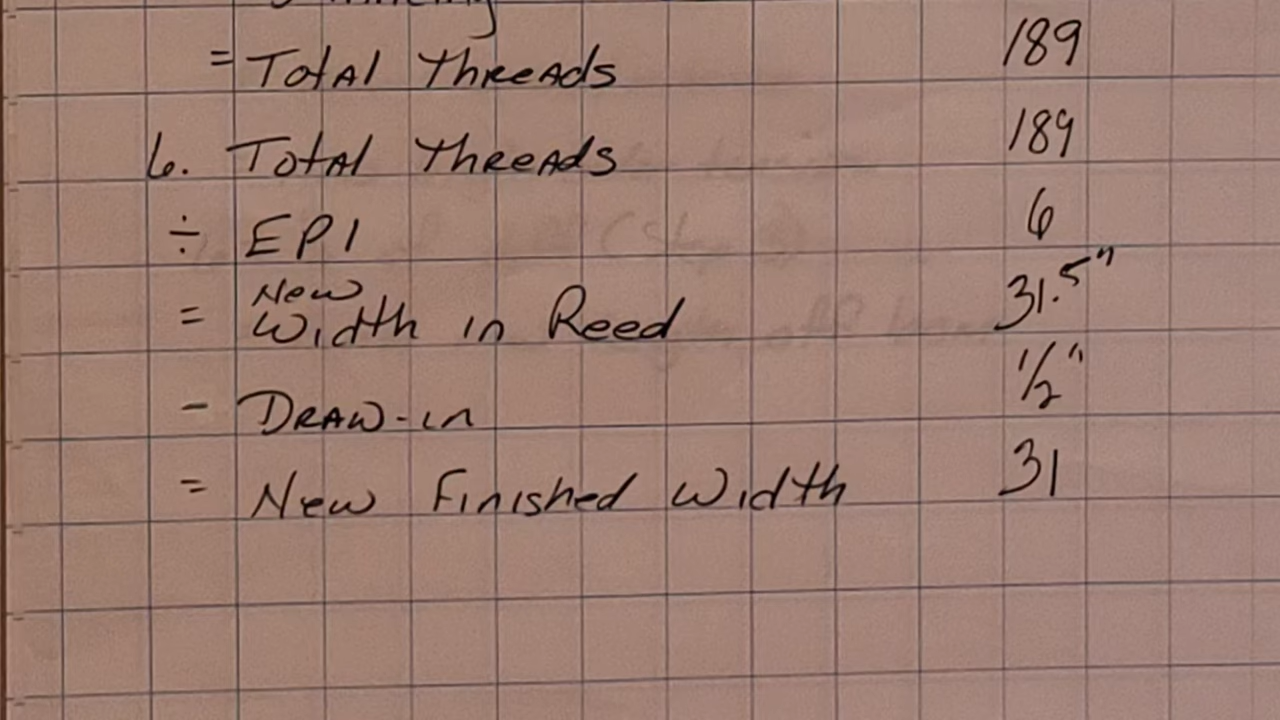 = Total Threads 189
6. Total Threads 189
÷ EPI 6
= New Width in Reed 31.5"
- Draw-in 1/2"
= New Finished Width 31